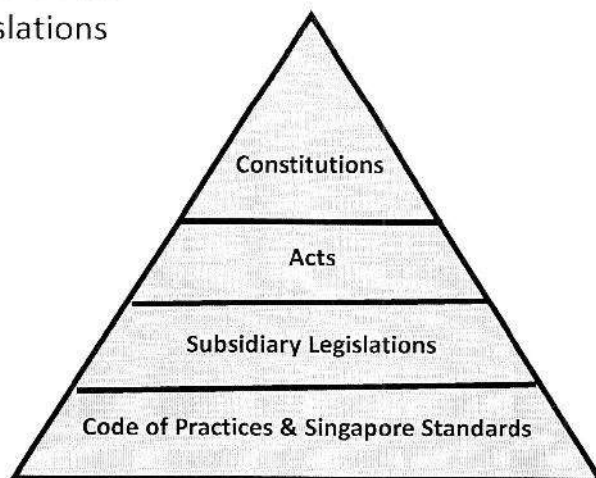 slations
Constitutions
Acts
Subsidiary Legislations
Code of Practices & Singapore Standards